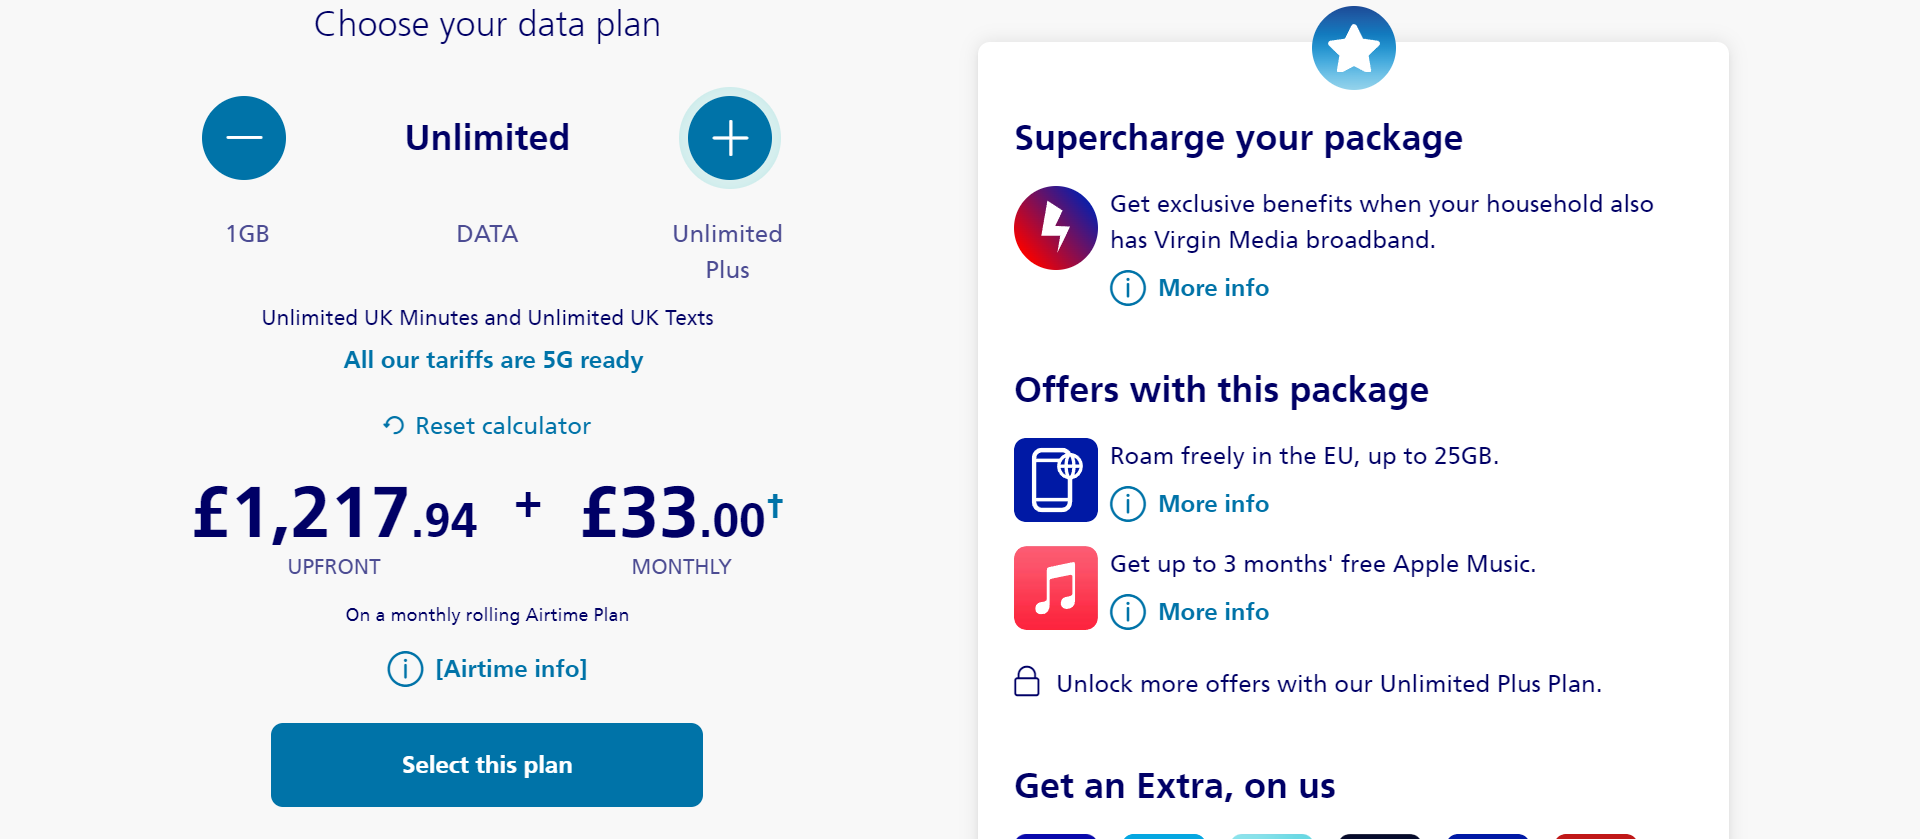 Choose your data plan
Unlimited
1GB
DATA
Unlimited
Plus
Unlimited UK Minutes and Unlimited UK Texts
All our tariffs are 5G ready
Reset calculator
£1,217.94 + £33.00†
UPFRONT
MONTHLY
On a monthly rolling Airtime Plan
[Airtime info]
Select this plan
Supercharge your package
Get exclusive benefits when your household also
has Virgin Media broadband.
More info
Offers with this package
Roam freely in the EU, up to 25GB.
More info
Get up to 3 months' free Apple Music.
More info
Unlock more offers with our Unlimited Plus Plan.
Get an Extra, on us